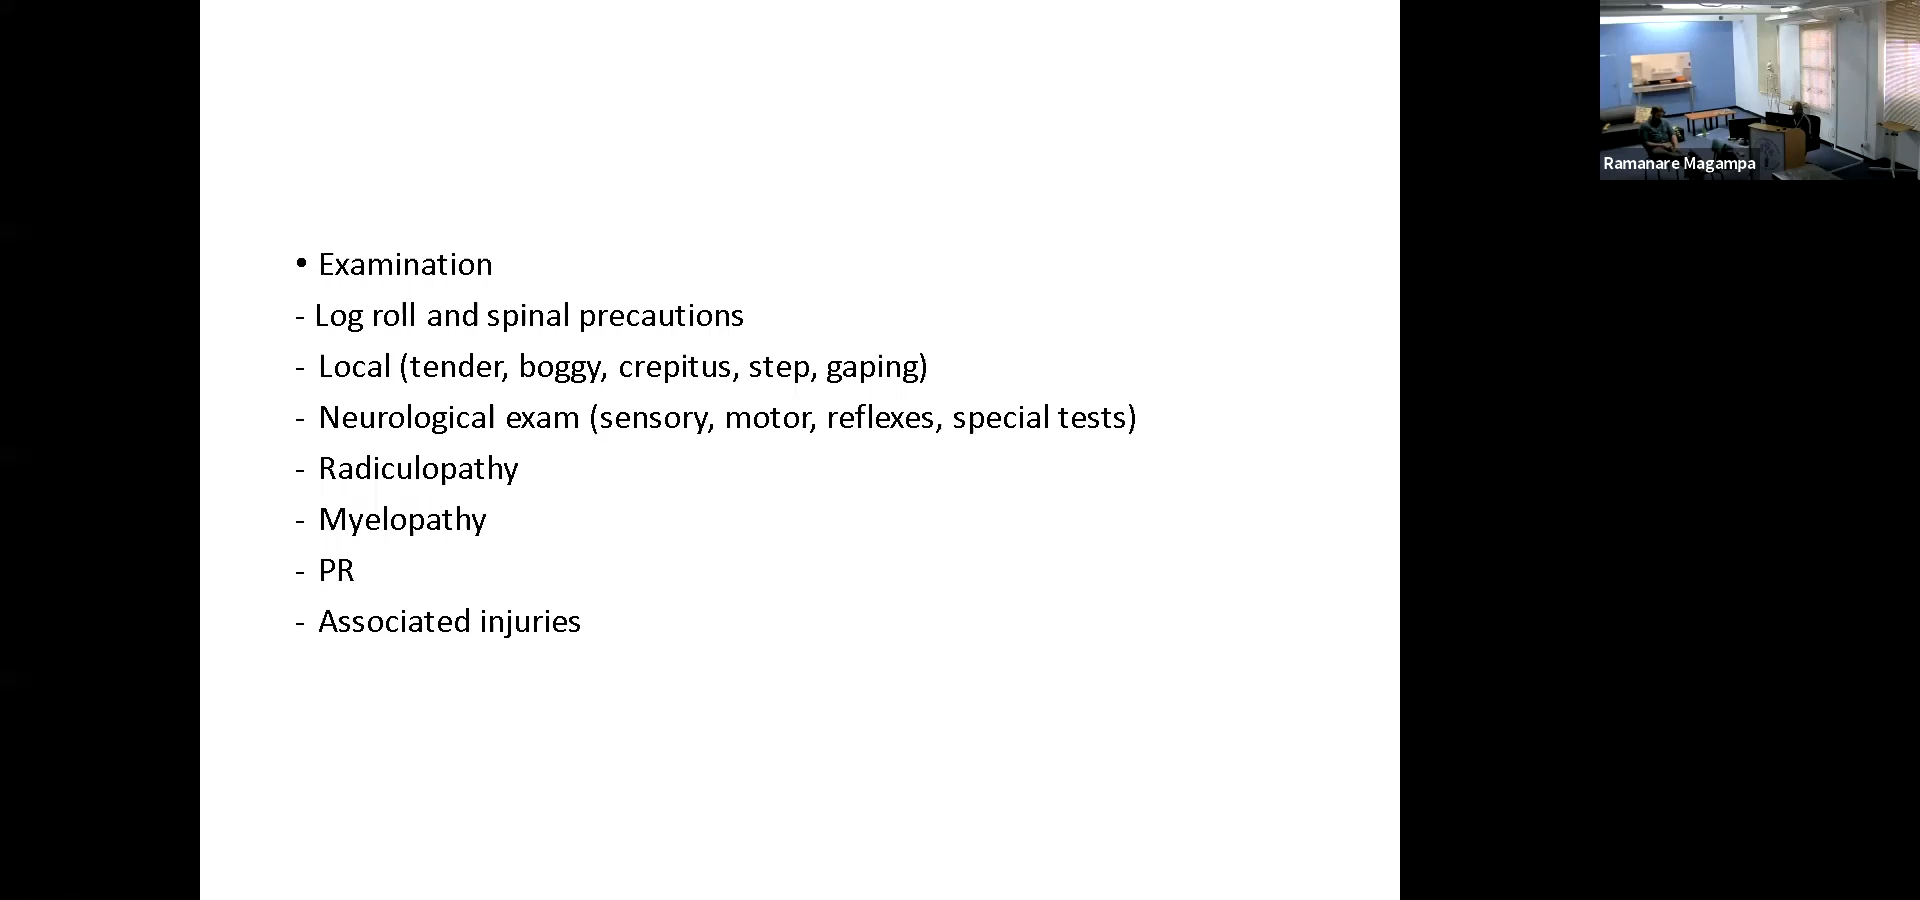 • Examination
- Log roll and spinal precautions
- Local (tender, boggy, crepitus, step, gaping)
- Neurological exam (sensory, motor, reflexes, special tests)
- Radiculopathy
- Myelopathy
- PR
- Associated injuries
Ramanare Magampa